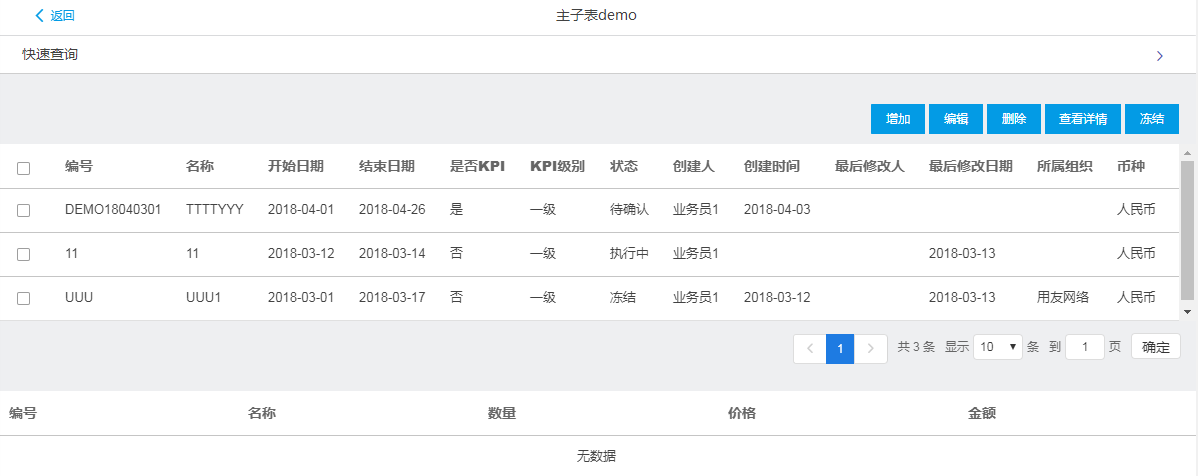 返回 主子表demo
快速查询
增加 编辑 删除 查看详情 冻结
编号 名称 开始日期 结束日期 是否KPI KPI级别 状态 创建人 创建时间 最后修改人 最后修改日期 所属组织 币种
DEMO18040301 TTTTYYY 2018-04-01 2018-04-26 是 一级 待确认 业务员1 2018-04-03 人民币
11 11 2018-03-12 2018-03-14 否 一级 执行中 业务员1 2018-03-13 人民币
UUU UUU1 2018-03-01 2018-03-17 否 一级 冻结 业务员1 2018-03-12 2018-03-13 用友网络 人民币
1 共 3 条 显示 10 条 到 1 页 确定
编号 名称 数量 价格 金额
无数据